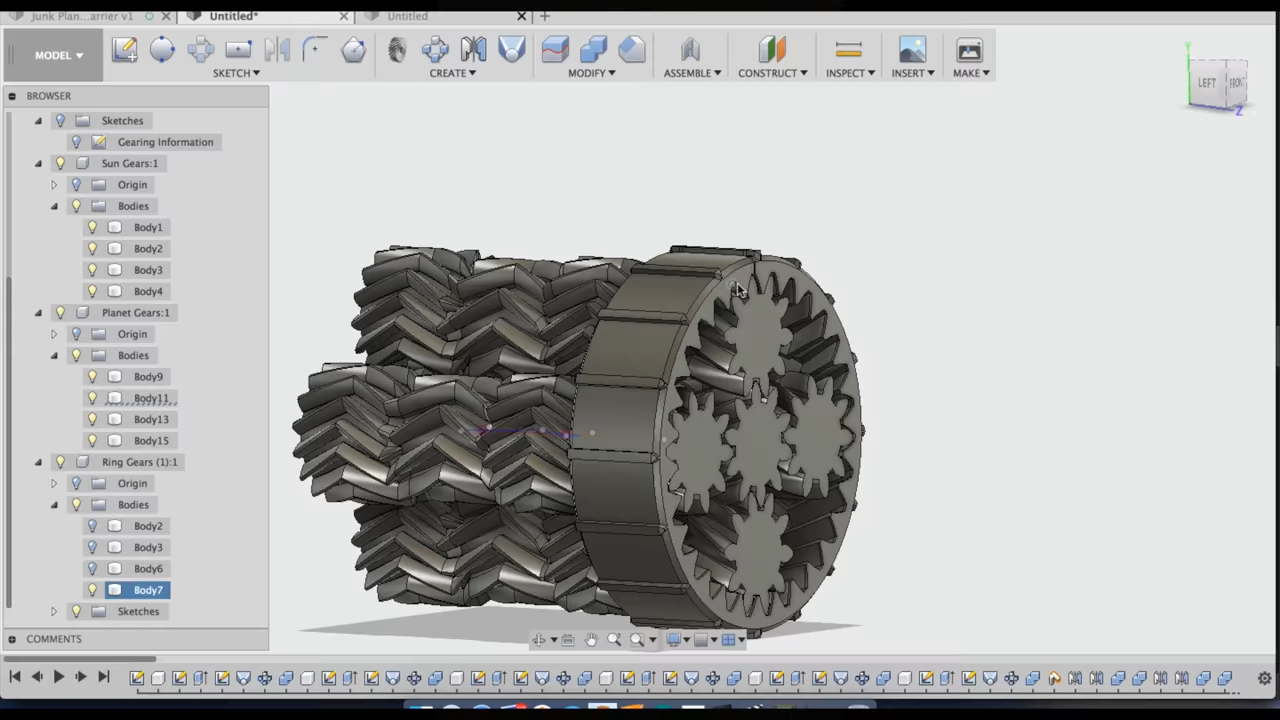 Junk Plan...arrier v1 Untitled* Untitled
MODEL
SKETCH CREATE MODIFY ASSEMBLE CONSTRUCT INSPECT INSERT MAKE
Y
LEFT FRONT
Z
BROWSER
Sketches
Gearing Information
Sun Gears:1
Origin
Bodies
Body1
Body2
Body3
Body4
Planet Gears:1
Origin
Bodies
Body9
Body11
Body13
Body15
Ring Gears (1):1
Origin
Bodies
Body2
Body3
Body6
Body7
Sketches
COMMENTS